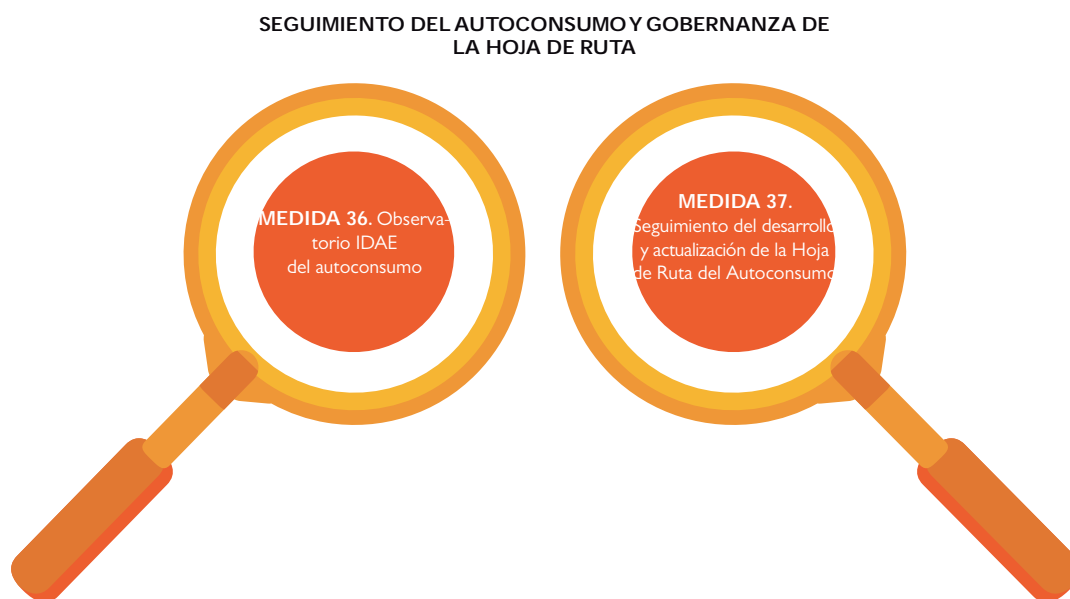 SEGUIMIENTO DEL AUTOCONSUMO Y GOBERNANZA DE
LA HOJA DE RUTA
MEDIDA 36. Observa-
torio IDAE
del autoconsumo
MEDIDA 37.
Seguimiento del desarrollo
y actualización de la Hoja
de Ruta del Autoconsumo